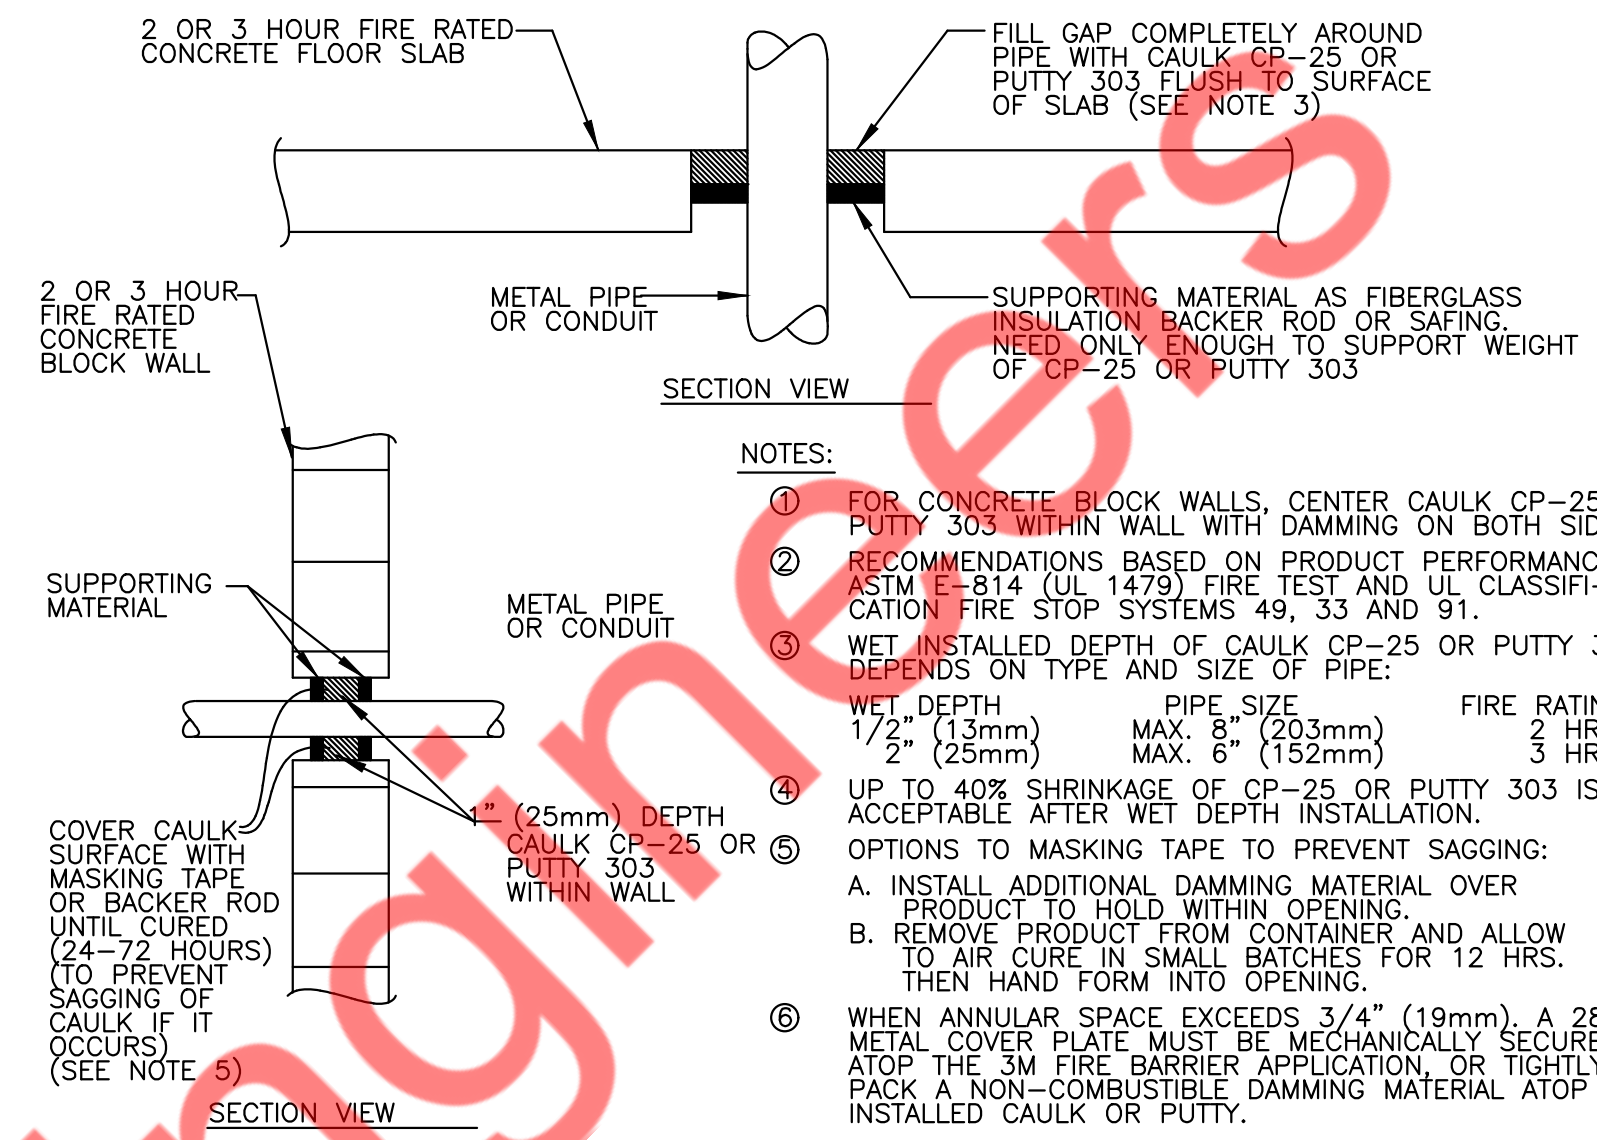 2 OR 3 HOUR FIRE RATED
CONCRETE FLOOR SLAB
FILL GAP COMPLETELY AROUND
PIPE WITH CAULK CP-25 OR
PUTTY 303 FLUSH TO SURFACE
OF SLAB (SEE NOTE 3)
METAL PIPE
OR CONDUIT
SUPPORTING MATERIAL AS FIBERGLASS
INSULATION BACKER ROD OR SAFING.
NEED ONLY ENOUGH TO SUPPORT WEIGHT
OF CP-25 OR PUTTY 303
SECTION VIEW
2 OR 3 HOUR
FIRE RATED
CONCRETE
BLOCK WALL
SUPPORTING
MATERIAL
METAL PIPE
OR CONDUIT
1" (25mm) DEPTH
CAULK CP-25 OR
PUTTY 303
WITHIN WALL
COVER CAULK
SURFACE WITH
MASKING TAPE
OR BACKER ROD
UNTIL CURED
(24-72 HOURS)
(TO PREVENT
SAGGING OF
CAULK IF IT
OCCURS)
(SEE NOTE 5)
SECTION VIEW
NOTES:
1 FOR CONCRETE BLOCK WALLS, CENTER CAULK CP-25
PUTTY 303 WITHIN WALL WITH DAMMING ON BOTH SID
2 RECOMMENDATIONS BASED ON PRODUCT PERFORMANC
ASTM E-814 (UL 1479) FIRE TEST AND UL CLASSIFI-
CATION FIRE STOP SYSTEMS 49, 33 AND 91.
3 WET INSTALLED DEPTH OF CAULK CP-25 OR PUTTY 3
DEPENDS ON TYPE AND SIZE OF PIPE:
WET DEPTH PIPE SIZE FIRE RATIN
1/2" (13mm) MAX. 8" (203mm) 2 HR
2" (25mm) MAX. 6" (152mm) 3 HR
4 UP TO 40% SHRINKAGE OF CP-25 OR PUTTY 303 IS
ACCEPTABLE AFTER WET DEPTH INSTALLATION.
5 OPTIONS TO MASKING TAPE TO PREVENT SAGGING:
A. INSTALL ADDITIONAL DAMMING MATERIAL OVER
PRODUCT TO HOLD WITHIN OPENING.
B. REMOVE PRODUCT FROM CONTAINER AND ALLOW
TO AIR CURE IN SMALL BATCHES FOR 12 HRS.
THEN HAND FORM INTO OPENING.
6 WHEN ANNULAR SPACE EXCEEDS 3/4" (19mm). A 28
METAL COVER PLATE MUST BE MECHANICALLY SECURE
ATOP THE 3M FIRE BARRIER APPLICATION, OR TIGHTLY
PACK A NON-COMBUSTIBLE DAMMING MATERIAL ATOP
INSTALLED CAULK OR PUTTY.
ngineers